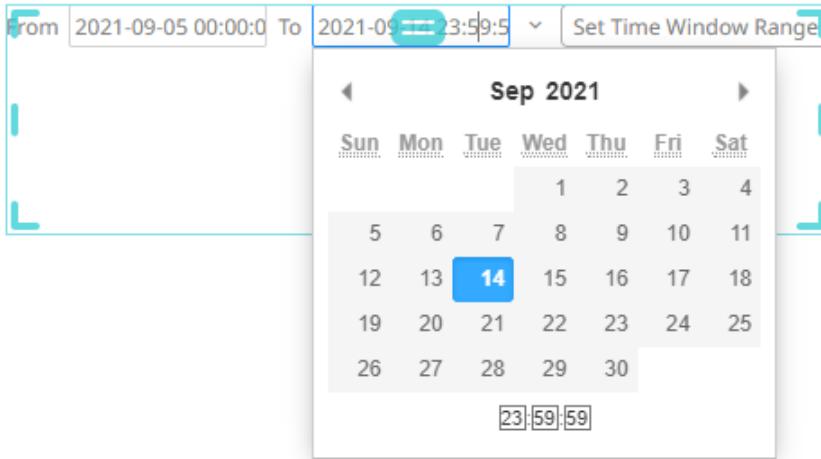 From 2021-09-05 00:00:0 To 2021-09-14 23:59:5 Set Time Window Range
Sep 2021
Sun Mon Tue Wed Thu Fri Sat
1 2 3 4
5 6 7 8 9 10 11
12 13 14 15 16 17 18
19 20 21 22 23 24 25
26 27 28 29 30
23:59:59